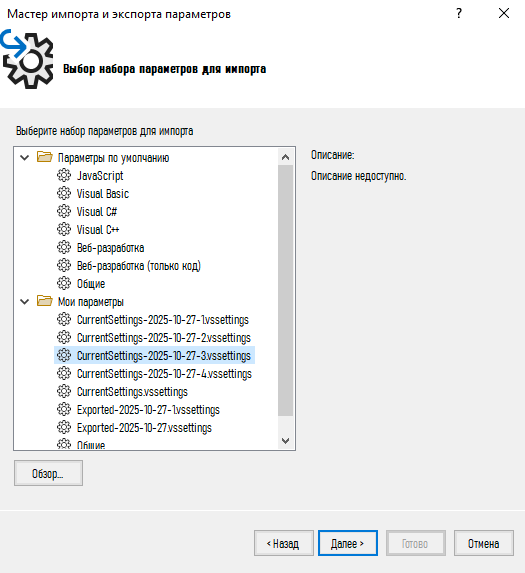 Мастер импорта и экспорта параметров
?
Выбор набора параметров для импорта
Выберите набор параметров для импорта
Параметры по умолчанию
JavaScript
Visual Basic
Visual C#
Visual C++
Веб-разработка
Веб-разработка (только код)
Общие
Мои параметры
CurrentSettings-2025-10-27-1.vssettings
CurrentSettings-2025-10-27-2.vssettings
CurrentSettings-2025-10-27-3.vssettings
CurrentSettings-2025-10-27-4.vssettings
CurrentSettings.vssettings
Exported-2025-10-27-1.vssettings
Exported-2025-10-27.vssettings
Общие
Описание:
Описание недоступно.
Обзор...
< Назад
Далее >
Готово
Отмена